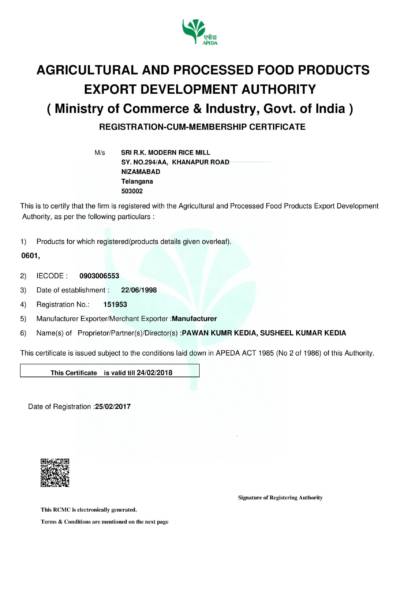 एपीडा
APEDA
AGRICULTURAL AND PROCESSED FOOD PRODUCTS
EXPORT DEVELOPMENT AUTHORITY
( Ministry of Commerce & Industry, Govt. of India )
REGISTRATION-CUM-MEMBERSHIP CERTIFICATE
M/s SRI R.K. MODERN RICE MILL
SY. NO.294/AA, KHANAPUR ROAD
NIZAMABAD
Telangana
503002
This is to certify that the firm is registered with the Agricultural and Processed Food Products Export Development
Authority, as per the following particulars :
1) Products for which registered(products details given overleaf).
0601,
2) IECODE : 0903006553
3) Date of establishment : 22/06/1998
4) Registration No.: 151953
5) Manufacturer Exporter/Merchant Exporter :Manufacturer
6) Name(s) of Proprietor/Partner(s)/Director(s) :PAWAN KUMR KEDIA, SUSHEEL KUMAR KEDIA
This certificate is issued subject to the conditions laid down in APEDA ACT 1985 (No 2 of 1986) of this Authority.
This Certificate is valid till 24/02/2018
Date of Registration :25/02/2017
Signature of Registering Authority
This RCMC is electronically generated.
Terms & Conditions are mentioned on the next page